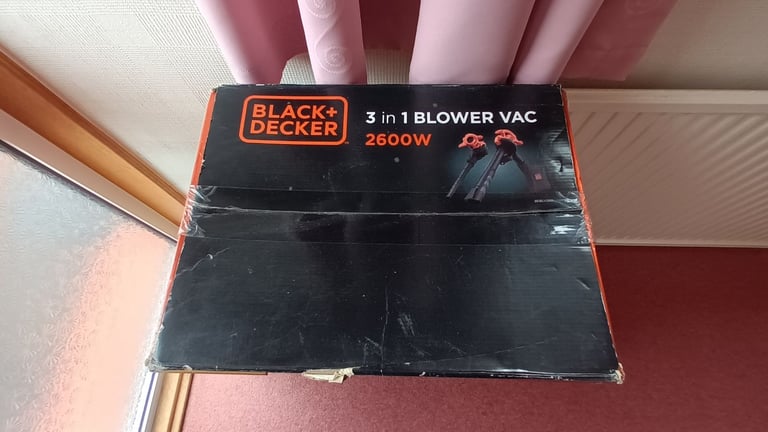 BLACK+
DECKER
3 in 1 BLOWER VAC
2600W